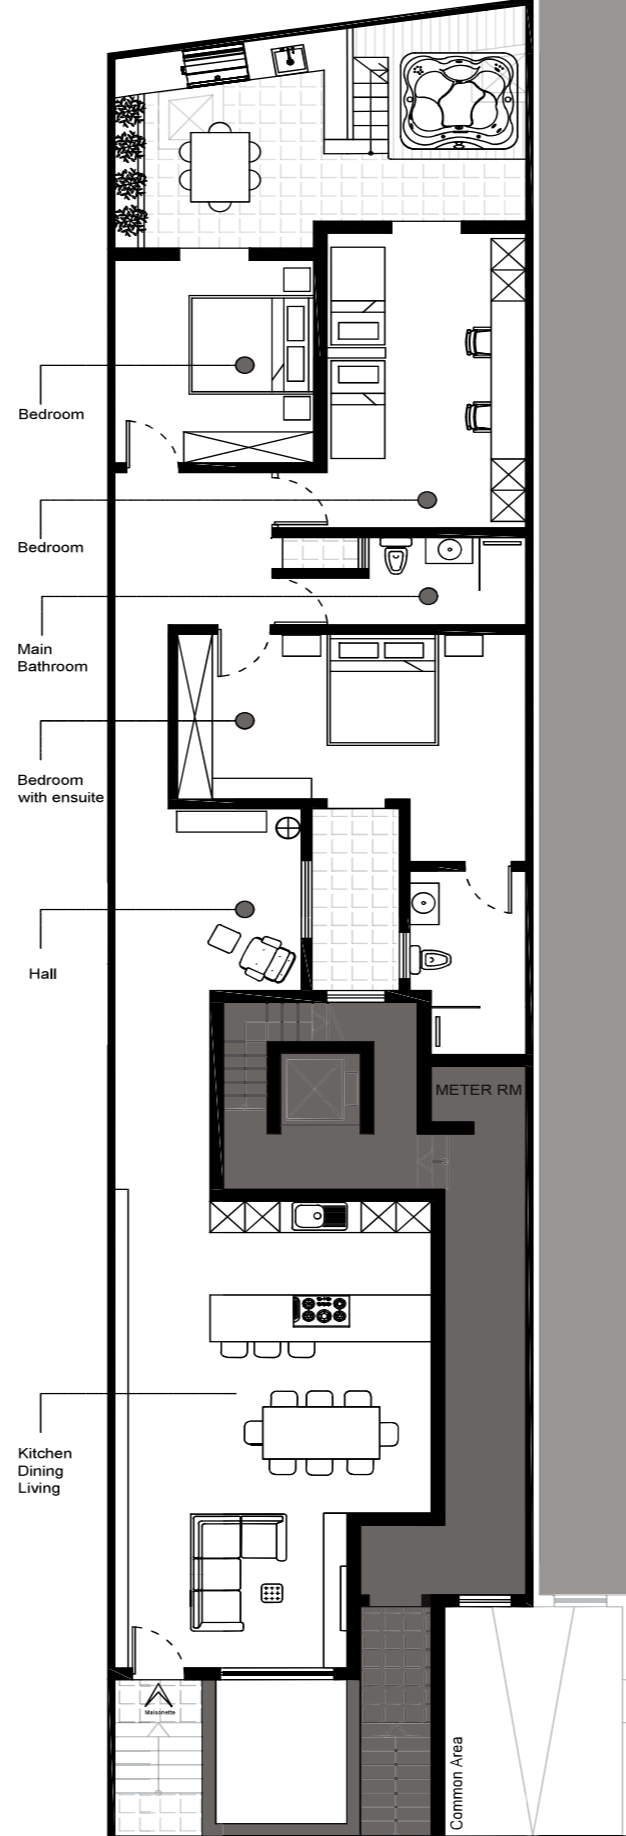 Bedroom
Bedroom
Main
Bathroom
Bedroom
with ensuite
Hall
METER RM
Kitchen
Dining
Living
Maisonette
Common Area